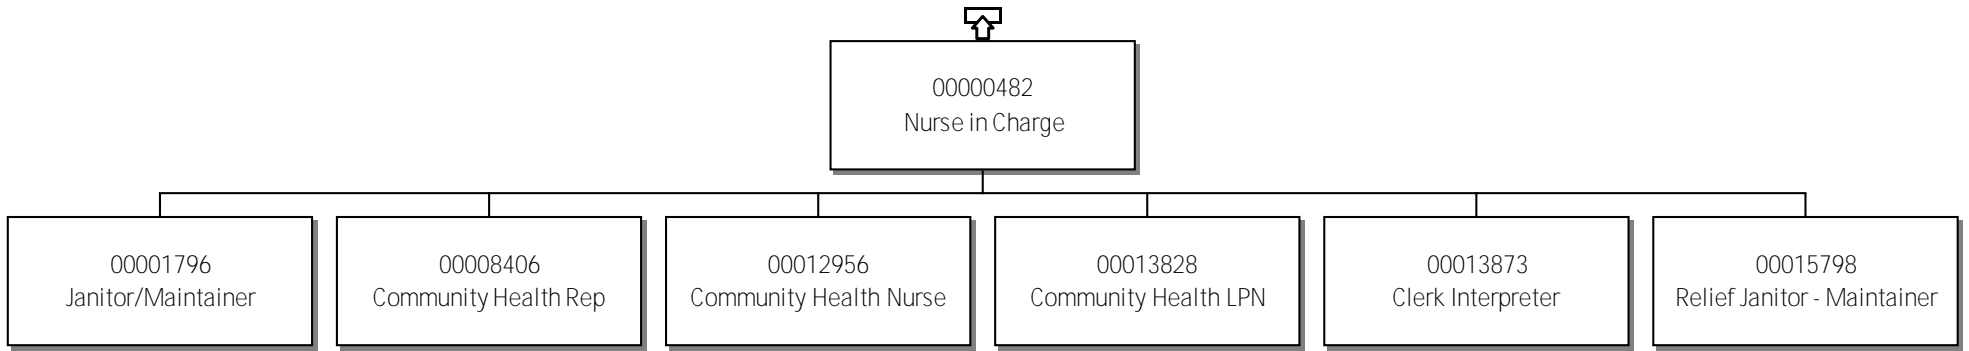 00000482
Nurse in Charge
00001796
Janitor/Maintainer
00008406
Community Health Rep
00012956
Community Health Nurse
00013828
Community Health LPN
00013873
Clerk Interpreter
00015798
Relief Janitor - Maintainer